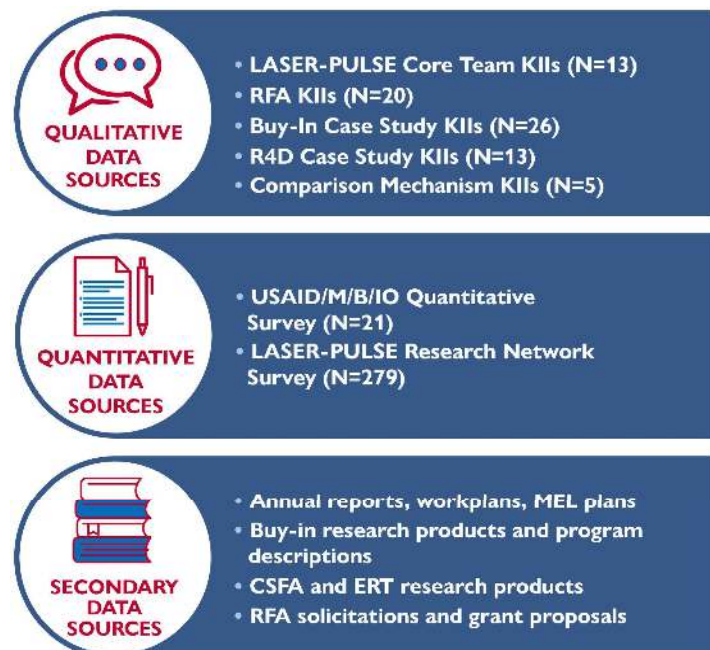 QUALITATIVE
DATA
SOURCES
• LASER-PULSE Core Team KIIs (N=13)
• RFA KIIs (N=20)
• Buy-In Case Study KIIs (N=26)
• R4D Case Study KIIs (N=13)
• Comparison Mechanism KIIs (N=5)
QUANTITATIVE
DATA
SOURCES
• USAID/M/B/IO Quantitative
Survey (N=21)
• LASER-PULSE Research Network
Survey (N=279)
SECONDARY
DATA
SOURCES
• Annual reports, workplans, MEL plans
• Buy-in research products and program
descriptions
• CSFA and ERT research products
• RFA solicitations and grant proposals